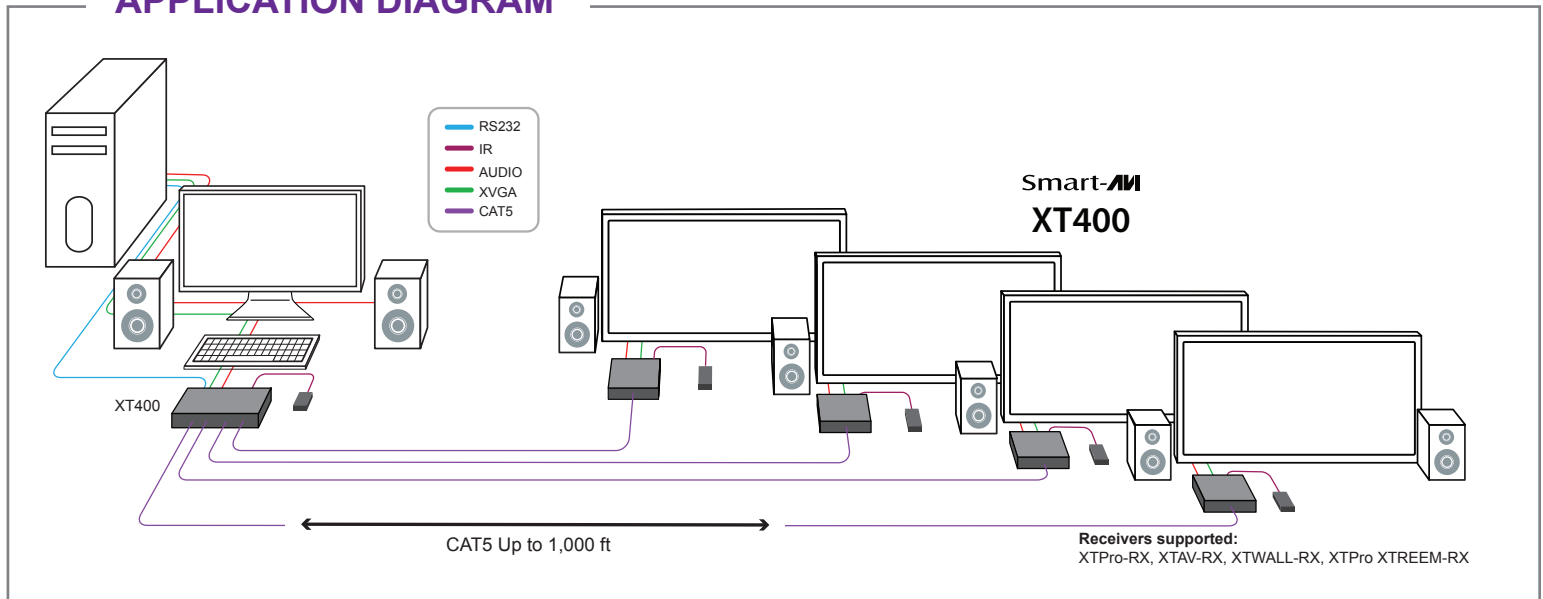 APPLICATION DIAGRAM
RS232
IR
AUDIO
XVGA
CAT5
Smart-AVI
XT400
XT400
CAT5 Up to 1,000 ft
Receivers supported:
XTPro-RX, XTAV-RX, XTWALL-RX, XTPro XTREEM-RX